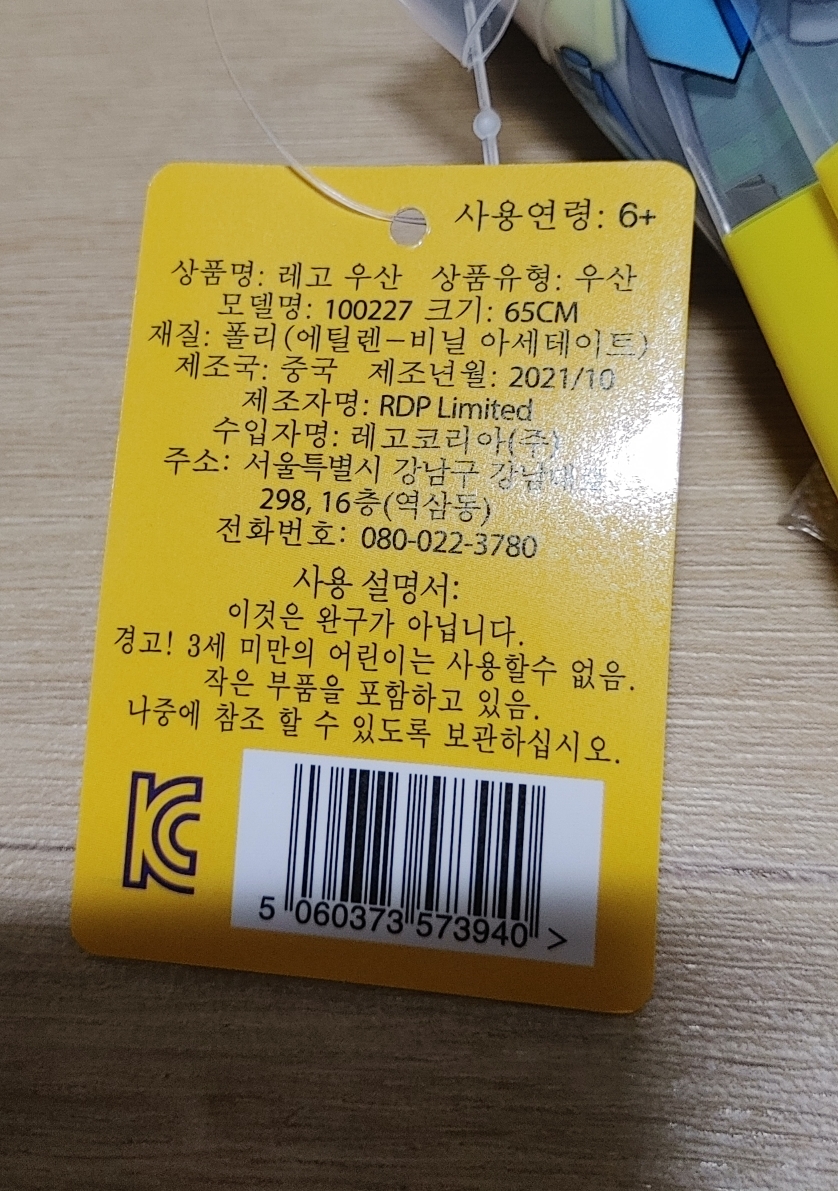 사용연령: 6+
상품명: 레고 우산 상품유형: 우산
모델명: 100227 크기: 65CM
재질: 폴리(에틸렌-비닐 아세테이트)
제조국: 중국 제조년월: 2021/10
제조자명: RDP Limited
수입자명: 레고코리아(주)
주소: 서울특별시 강남구 강남대로
298, 16층(역삼동)
전화번호: 080-022-3780
사용 설명서:
이것은 완구가 아닙니다.
경고! 3세 미만의 어린이는 사용할수 없음.
작은 부품을 포함하고 있음.
나중에 참조 할 수 있도록 보관하십시오.
KC
5 060373 573940 >